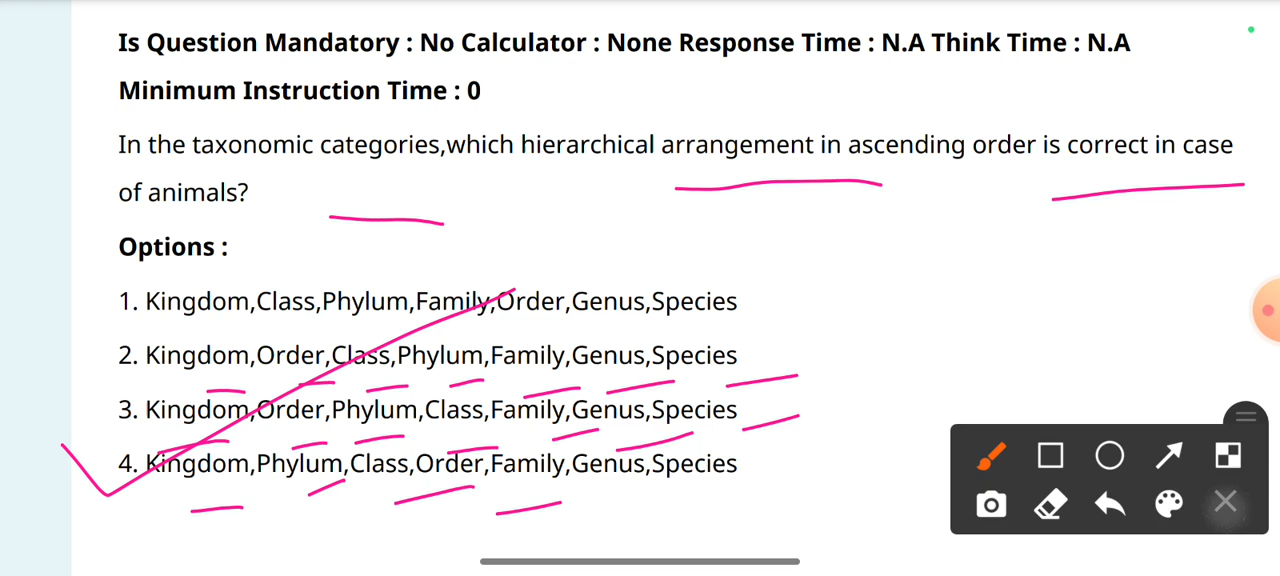 Is Question Mandatory : No Calculator : None Response Time : N.A Think Time : N.A
Minimum Instruction Time : 0
In the taxonomic categories,which hierarchical arrangement in ascending order is correct in case
of animals?
Options :
1. Kingdom,Class,Phylum,Family,Order,Genus,Species
2. Kingdom,Order,Class,Phylum,Family,Genus,Species
3. Kingdom,Order,Phylum,Class,Family,Genus,Species
4. Kingdom,Phylum,Class,Order,Family,Genus,Species